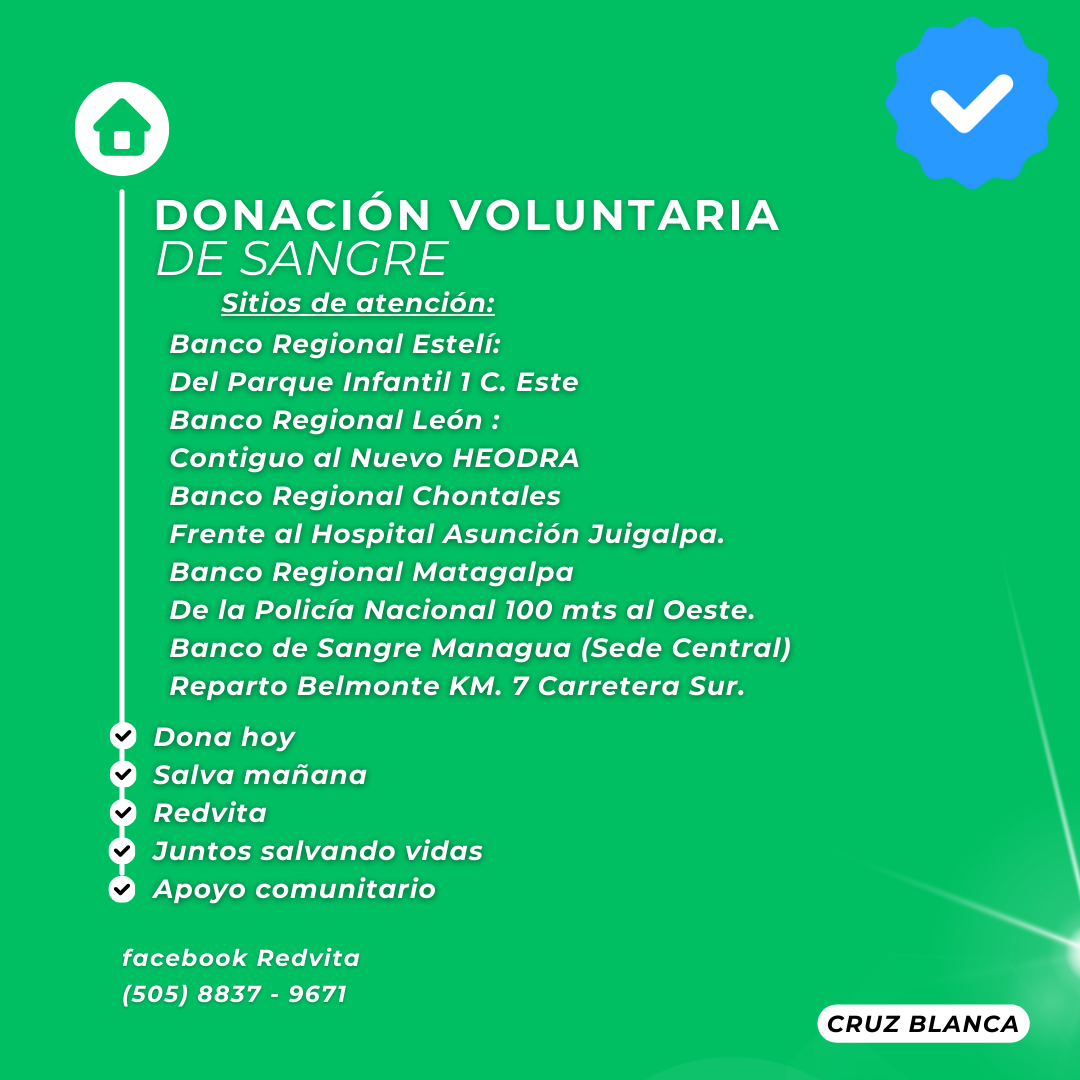 DONACIÓN VOLUNTARIA
DE SANGRE
Sitios de atención:
Banco Regional Estelí:
Del Parque Infantil 1 C. Este
Banco Regional León :
Contiguo al Nuevo HEODRA
Banco Regional Chontales
Frente al Hospital Asunción Juigalpa.
Banco Regional Matagalpa
De la Policía Nacional 100 mts al Oeste.
Banco de Sangre Managua (Sede Central)
Reparto Belmonte KM. 7 Carretera Sur.
Dona hoy
Salva mañana
Redvita
Juntos salvando vidas
Apoyo comunitario
facebook Redvita
(505) 8837 - 9671
CRUZ BLANCA